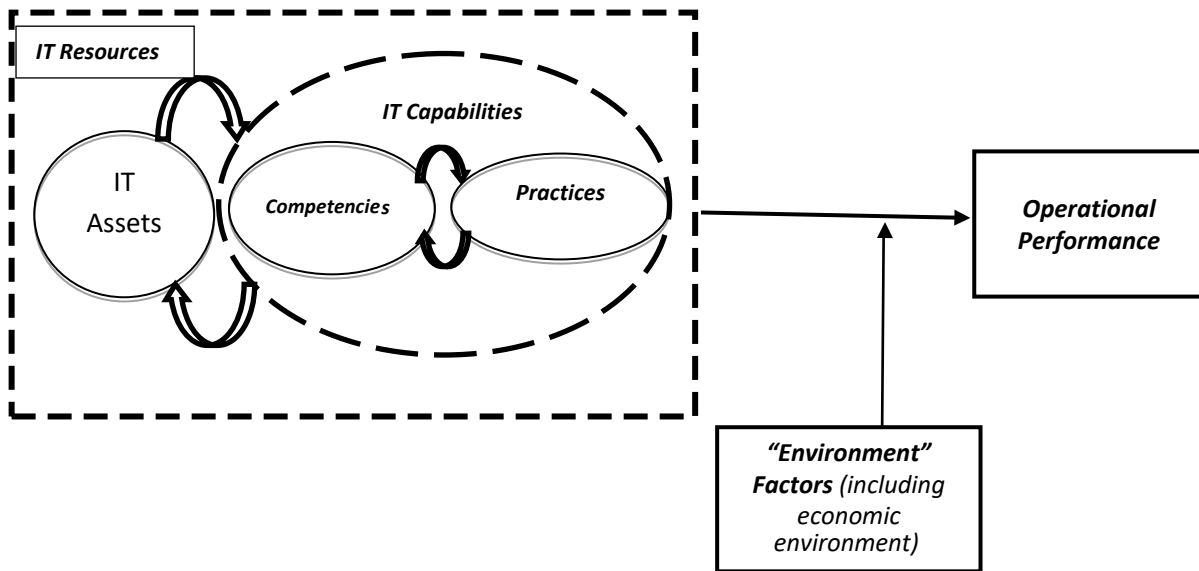 IT Resources
IT Capabilities
IT
Assets
Competencies
Practices
Operational
Performance
“Environment”
Factors (including
economic
environment)